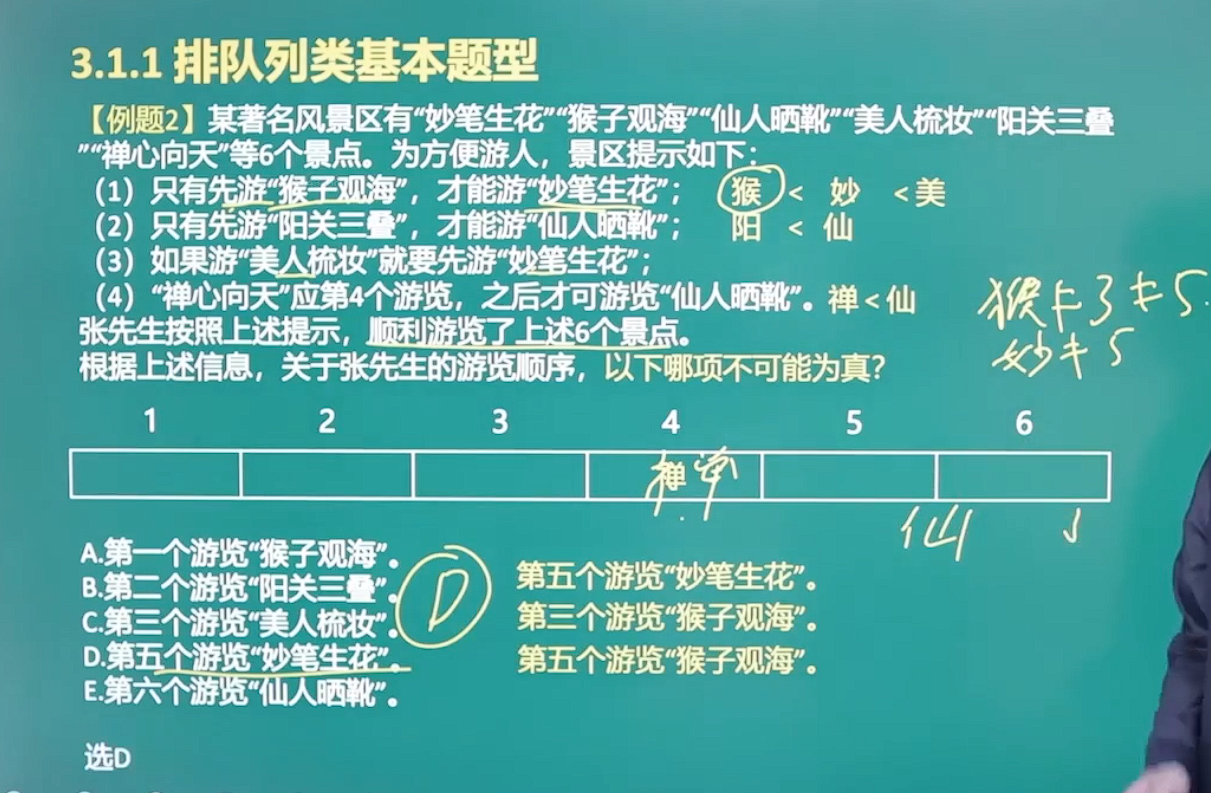 3.1.1 排队列类基本题型
【例题2】某著名风景区有“妙笔生花”“猴子观海”“仙人晒靴”“美人梳妆”“阳关三叠
”“禅心向天”等6个景点。为方便游人，景区提示如下：
（1）只有先游“猴子观海”，才能游“妙笔生花”； 猴 < 妙 < 美
（2）只有先游“阳关三叠”，才能游“仙人晒靴”； 阳 < 仙
（3）如果游“美人梳妆”就要先游“妙笔生花”；
（4）“禅心向天”应第4个游览，之后才可游览“仙人晒靴”。禅<仙
猴≠3≠5
张先生按照上述提示，顺利游览了上述6个景点。
妙≠5
根据上述信息，关于张先生的游览顺序，以下哪项不可能为真？
1 2 3 4 5 6
禅
仙
A.第一个游览“猴子观海”。
B.第二个游览“阳关三叠”。
C.第三个游览“美人梳妆”。
D.第五个游览“妙笔生花”。
E.第六个游览“仙人晒靴”。
D
第五个游览“妙笔生花”。
第三个游览“猴子观海”。
第五个游览“猴子观海”。
选D